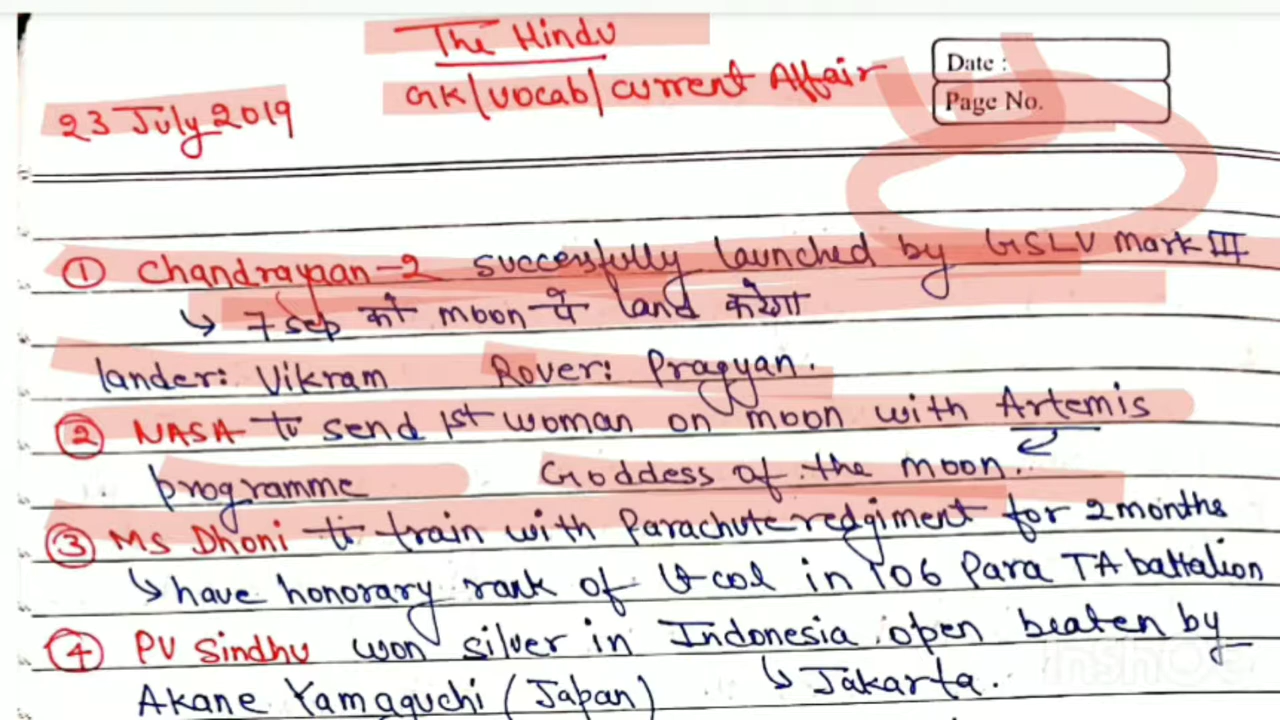 The Hindu
GK/vocab/current Affair
Date :
Page No.
23 July 2019
① Chandrayaan-2 successfully launched by GSLV Mark III
↳ 7 Sep को moon पे land करेगा
lander: Vikram Rover: Pragyan.
② NASA to send 1st woman on moon with Artemis
programme Goddess of the moon.
③ MS Dhoni to train with Parachute redgiment for 2 months
↳ have honorary rank of Lt col in 106 Para TA battalion
④ PV Sindhu won silver in Indonesia open beaten by
Akane Yamaguchi (Japan) ↳ Jakarta.